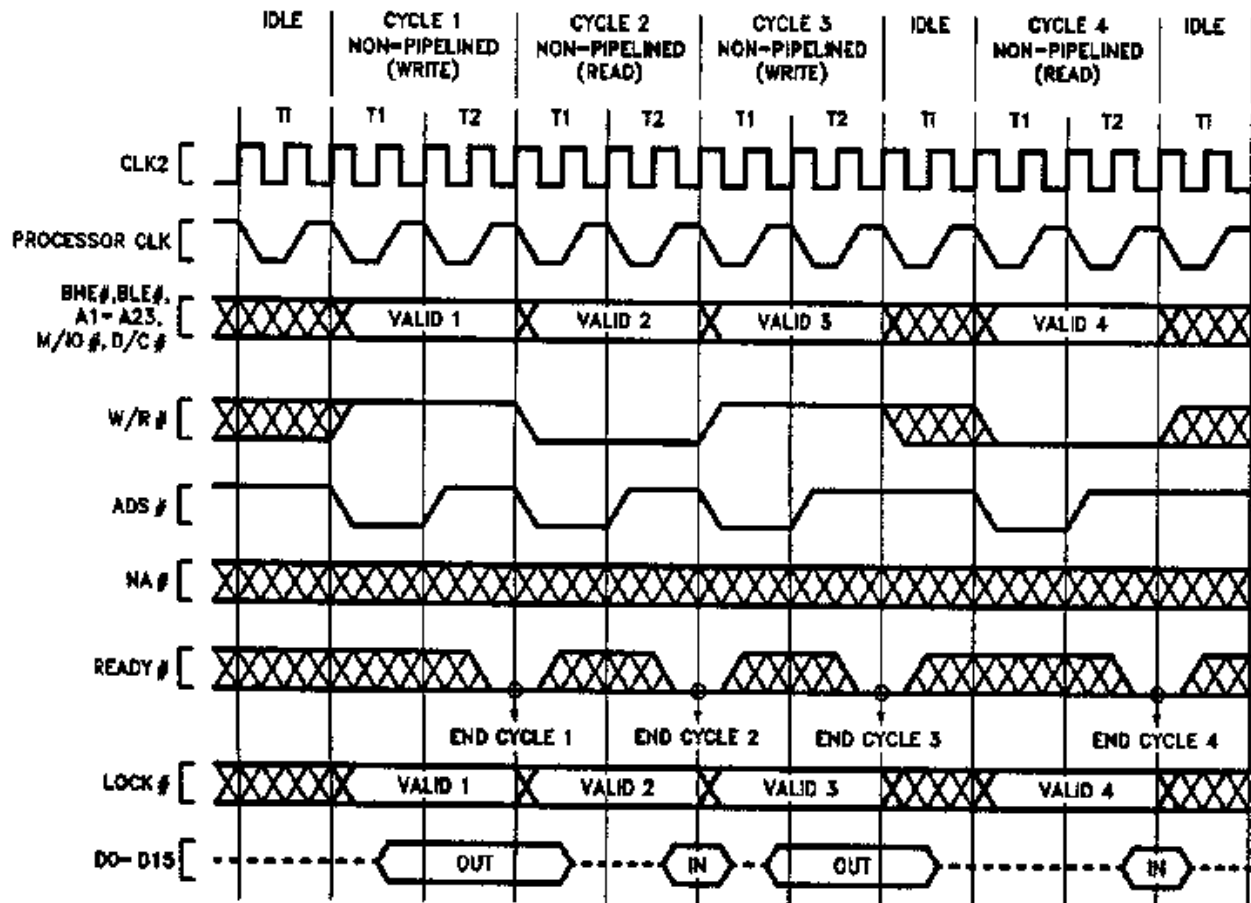 IDLE CYCLE 1 CYCLE 2 CYCLE 3 IDLE CYCLE 4 IDLE
NON-PIPELINED NON-PIPELINED NON-PIPELINED NON-PIPELINED
(WRITE) (READ) (WRITE) (READ)
TI T1 T2 T1 T2 T1 T2 TI T1 T2 TI
CLK2
PROCESSOR CLK
BHE#,BLE#,
A1-A23,
M/IO#,D/C#
VALID 1 VALID 2 VALID 3 VALID 4
W/R#
ADS#
NA#
READY#
END CYCLE 1 END CYCLE 2 END CYCLE 3 END CYCLE 4
LOCK#
VALID 1 VALID 2 VALID 3 VALID 4
D0-D15
OUT IN OUT IN